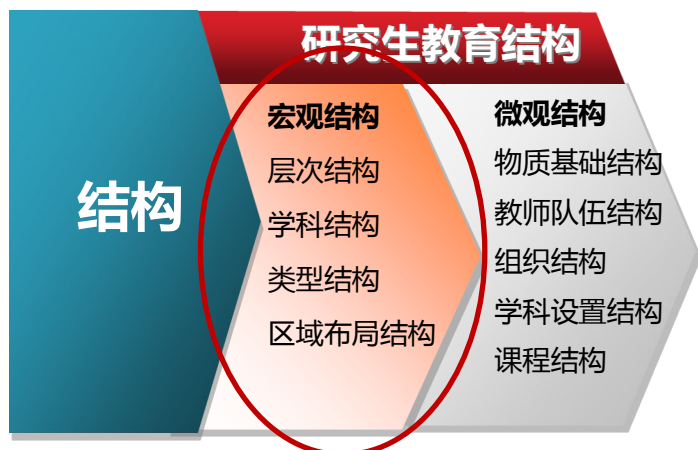 研究生教育结构
结构
宏观结构
层次结构
学科结构
类型结构
区域布局结构
微观结构
物质基础结构
教师队伍结构
组织结构
学科设置结构
课程结构